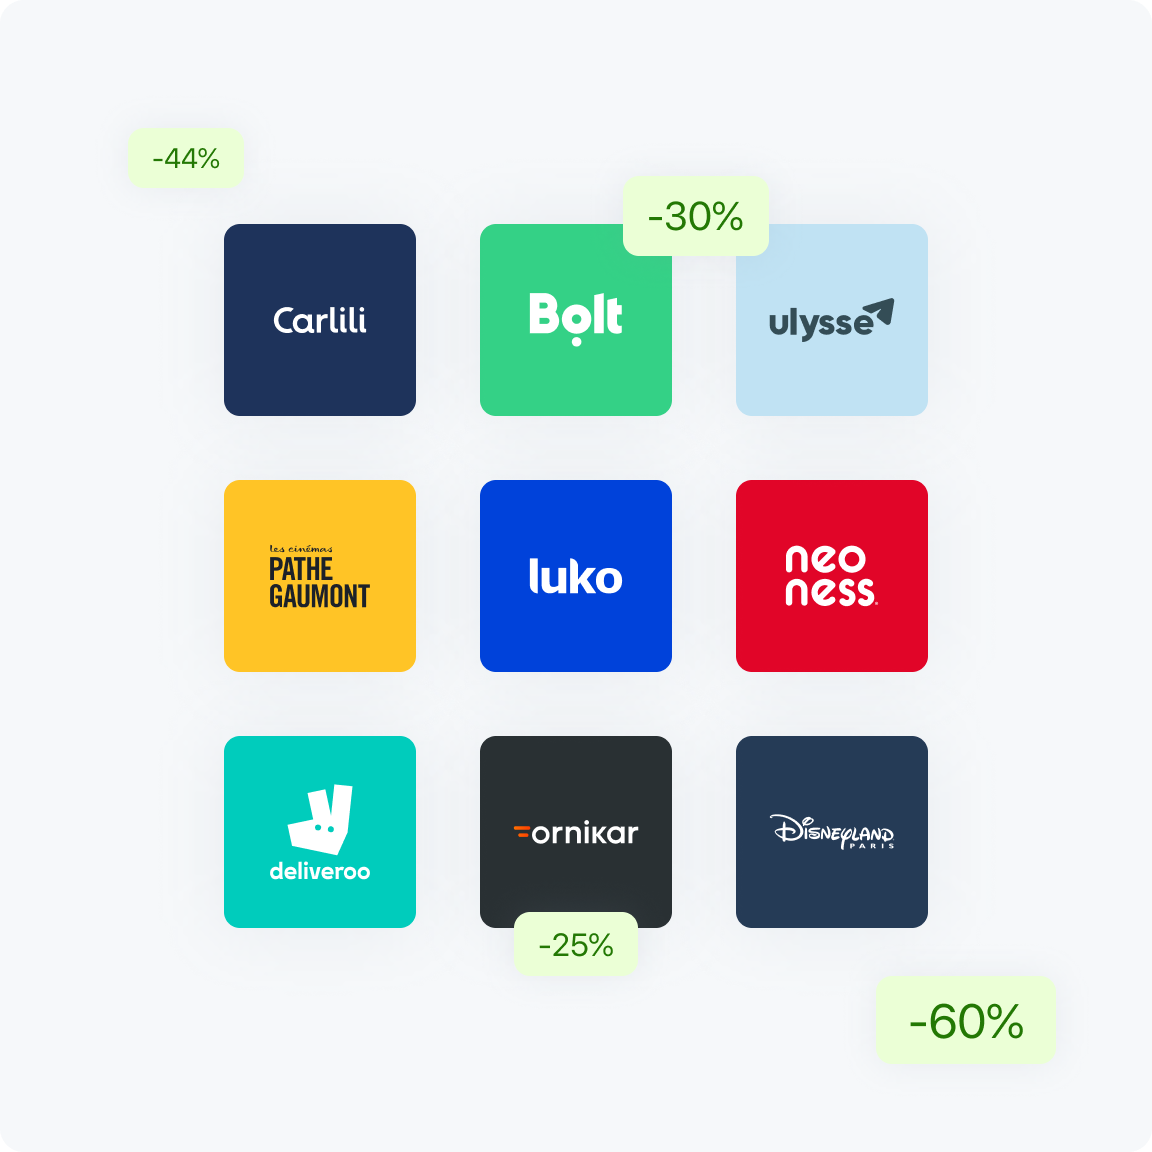 -44%
-30%
Carlili
Bolt
ulysse
les cinémas
PATHE
GAUMONT
luko
neo
ness
deliveroo
ornikar
Disneyland
PARIS
-25%
-60%